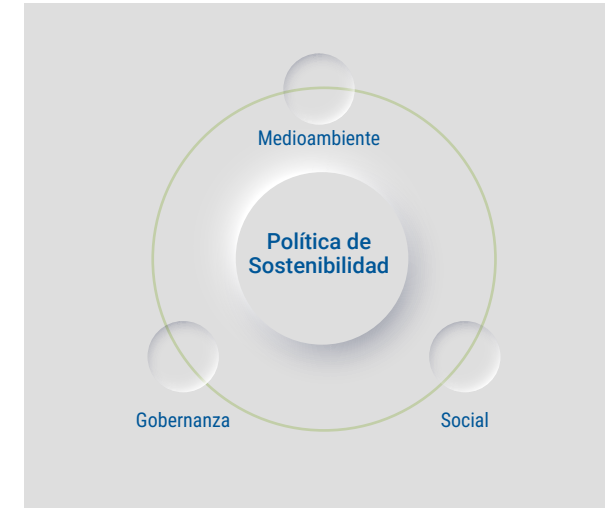 Medioambiente
Política de
Sostenibilidad
Gobernanza
Social